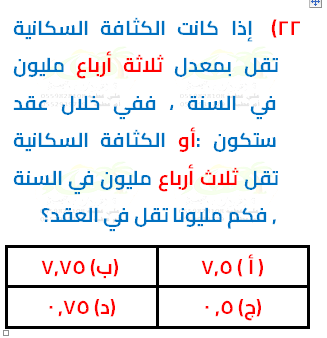 ٢٢) إذا كانت الكثافة السكانية
تقل بمعدل ثلاثة أرباع مليون
في السنة ، ففي خلال عقد
ستكون :أو الكثافة السكانية
تقل ثلاث أرباع مليون في السنة
, فكم مليونا تقل في العقد؟
( أ ) ٧,٥ (ب) ٧,٧٥
(ج) ٠,٥ (د) ٠,٧٥